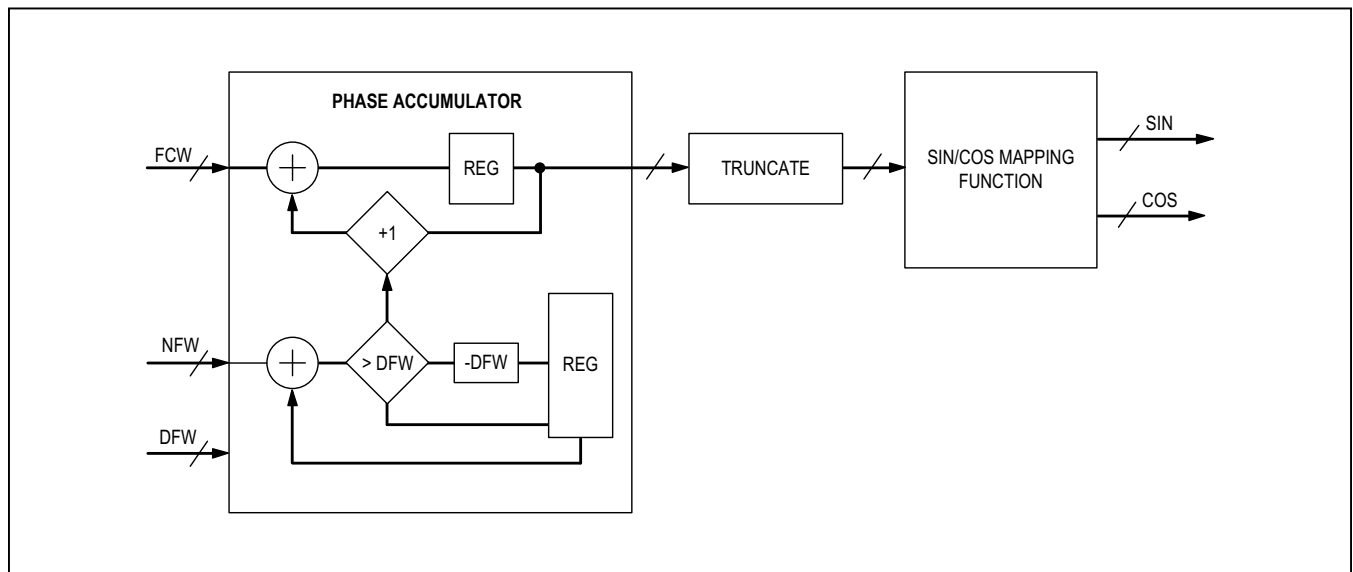 PHASE ACCUMULATOR
FCW
REG
TRUNCATE
SIN/COS MAPPING
FUNCTION
SIN
COS
+1
NFW
> DFW
-DFW
REG
DFW